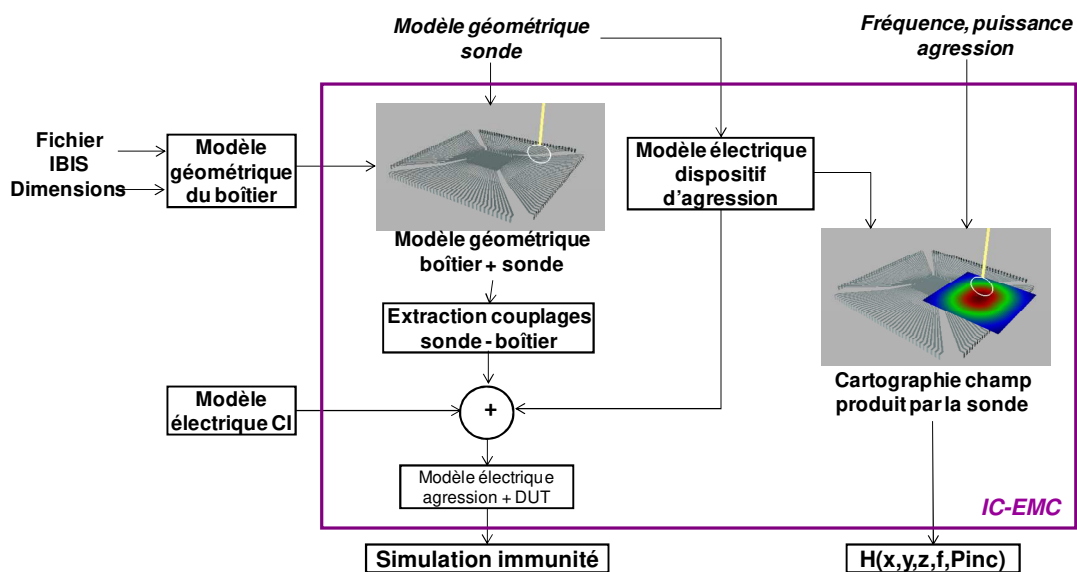 Modèle géométrique
sonde
Fréquence, puissance
agression
Fichier
IBIS
Dimensions
Modèle
géométrique
du boîtier
Modèle électrique
dispositif
d'agression
Modèle géométrique
boîtier + sonde
Extraction couplages
sonde - boîtier
Cartographie champ
produit par la sonde
Modèle
électrique CI
+
Modèle électrique
agression + DUT
IC-EMC
Simulation immunité
H(x,y,z,f,Pinc)